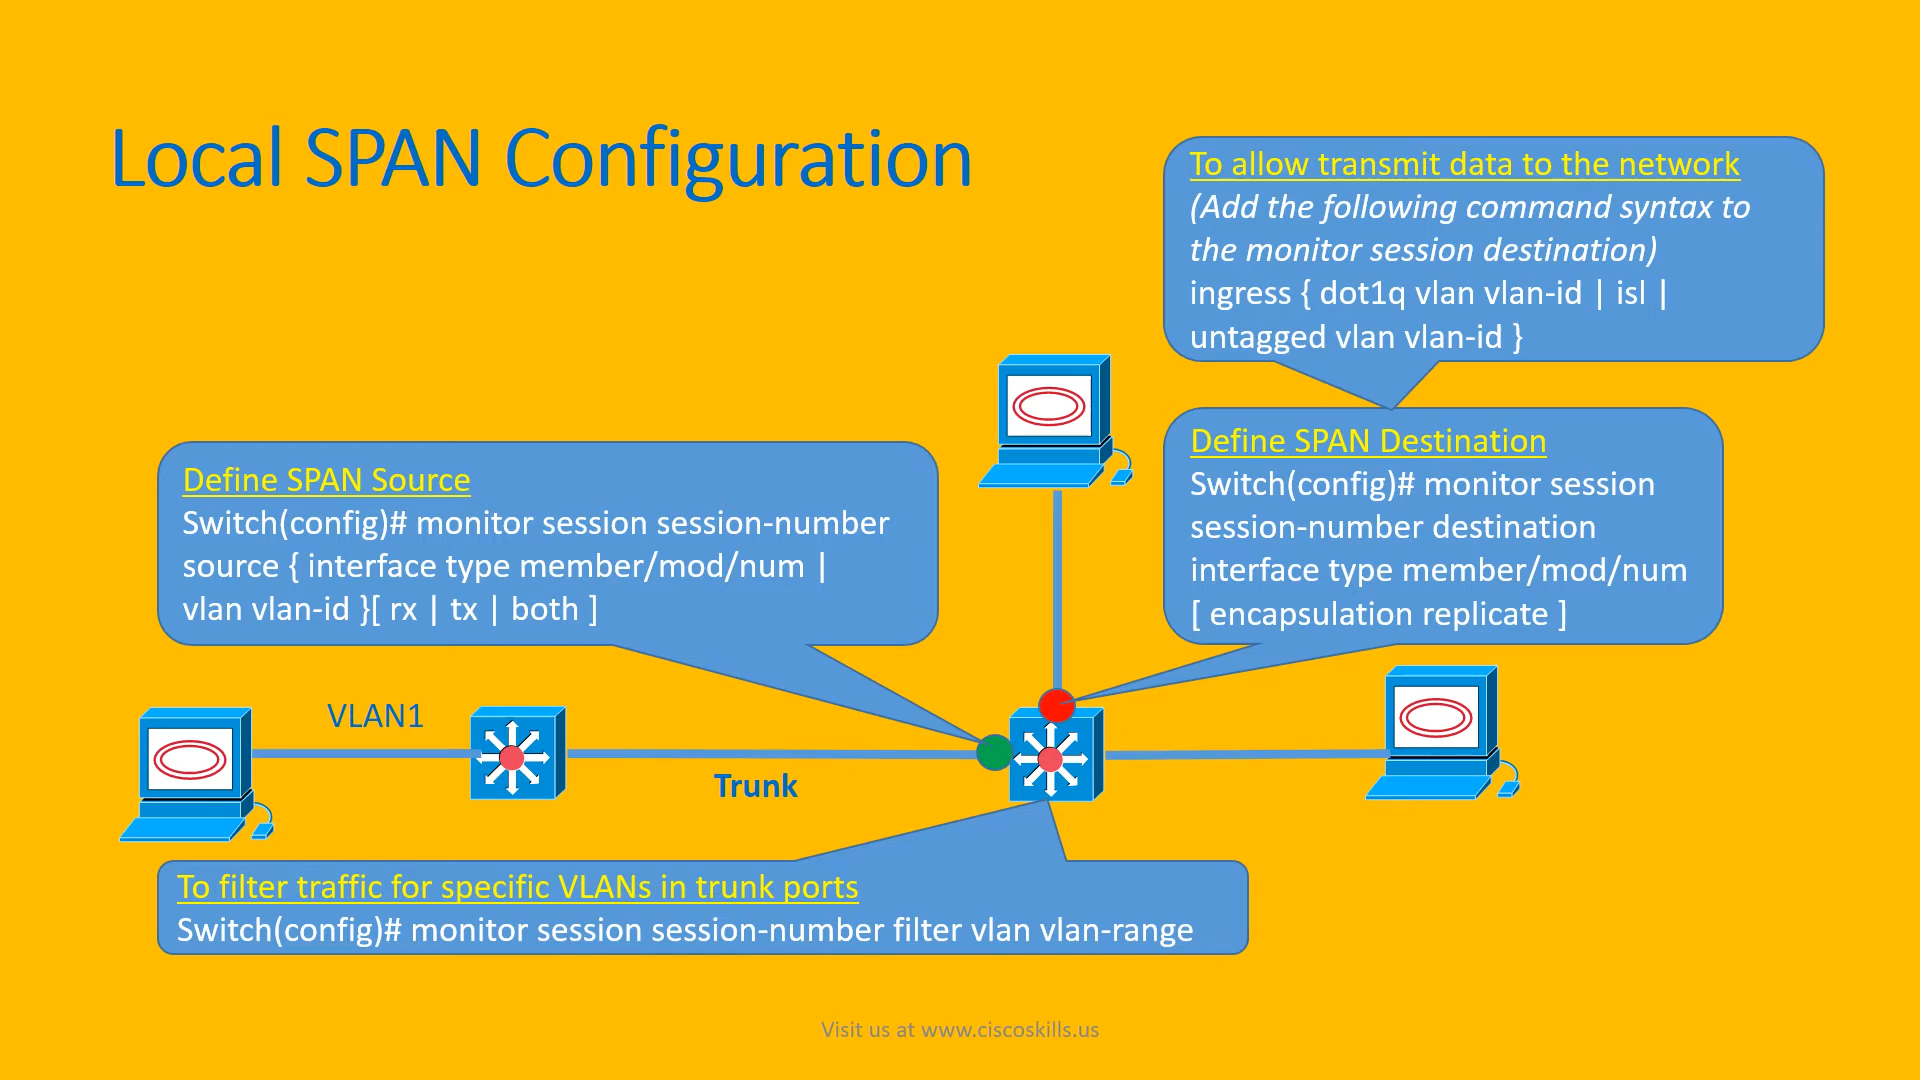 Local SPAN Configuration
To allow transmit data to the network
(Add the following command syntax to
the monitor session destination)
ingress { dot1q vlan vlan-id | isl |
untagged vlan vlan-id }
Define SPAN Source
Switch(config)# monitor session session-number
source { interface type member/mod/num |
vlan vlan-id }[ rx | tx | both ]
Define SPAN Destination
Switch(config)# monitor session
session-number destination
interface type member/mod/num
[ encapsulation replicate ]
VLAN1
Trunk
To filter traffic for specific VLANs in trunk ports
Switch(config)# monitor session session-number filter vlan vlan-range
Visit us at www.ciscoskills.us